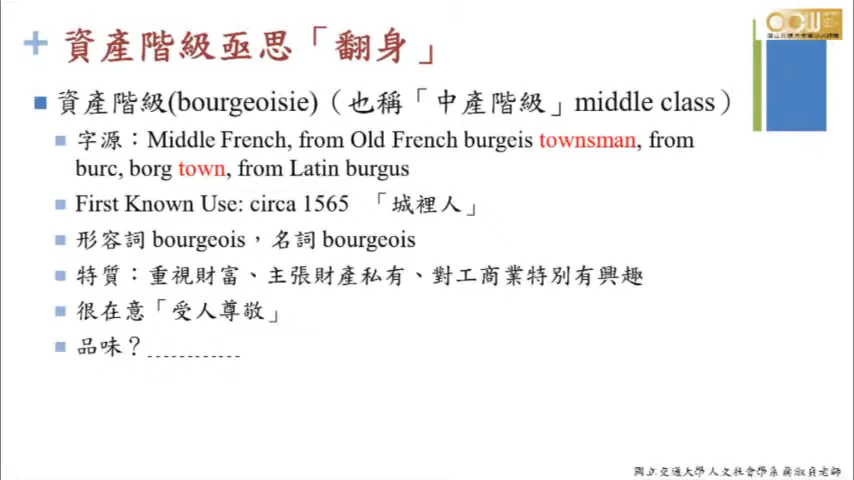 資產階級亟思「翻身」
資產階級(bourgeoisie)（也稱「中產階級」middle class）
字源：Middle French, from Old French burgeis townsman, from
burc, borg town, from Latin burgus
First Known Use: circa 1565 「城裡人」
形容詞 bourgeois，名詞 bourgeois
特質：重視財富、主張財產私有、對工商業特別有興趣
很在意「受人尊敬」
品味？
國立交通大學人文社會學系 蘭淑貞老師